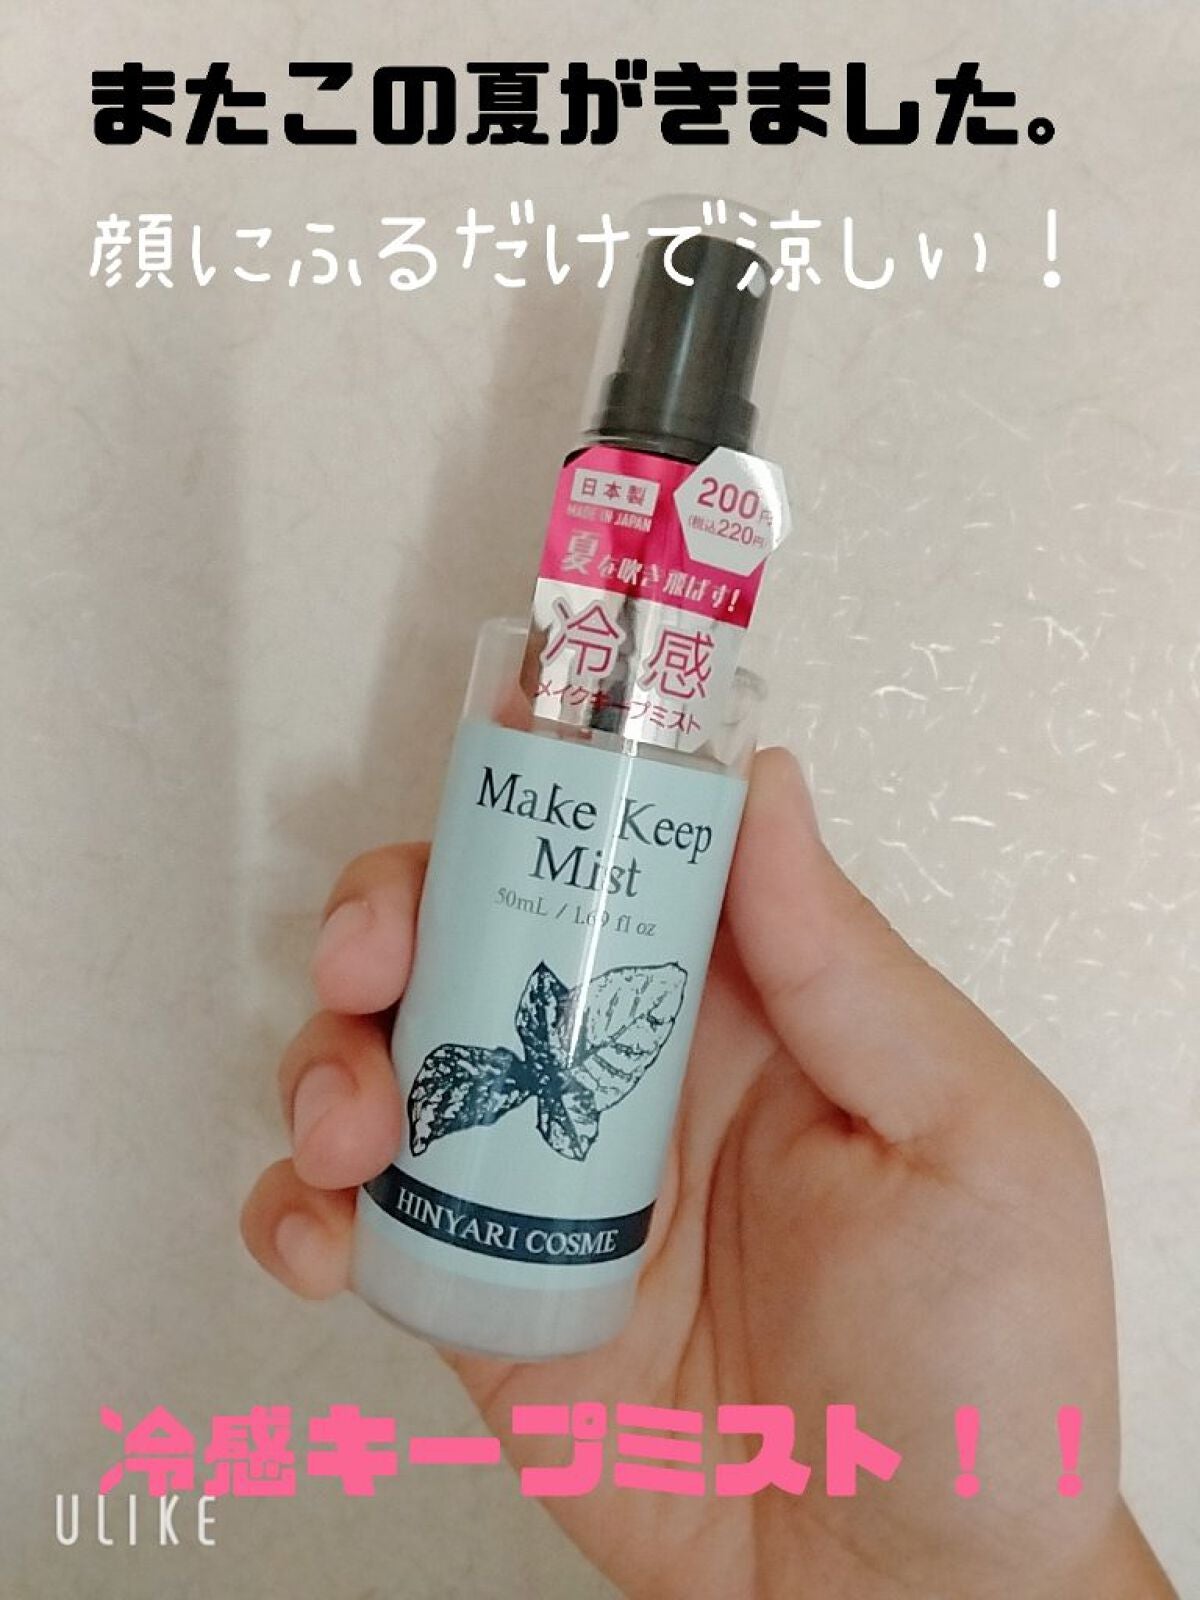 またこの夏がきました。
顔にふるだけで涼しい！
日本製
MADE IN JAPAN
200円
(税込220円)
夏を吹き飛ばす!
冷感
メイクキープミスト
Make Keep
Mist
50mL / 1.69 fl oz
HINYARI COSME
冷感キープミスト！！
ULIKE